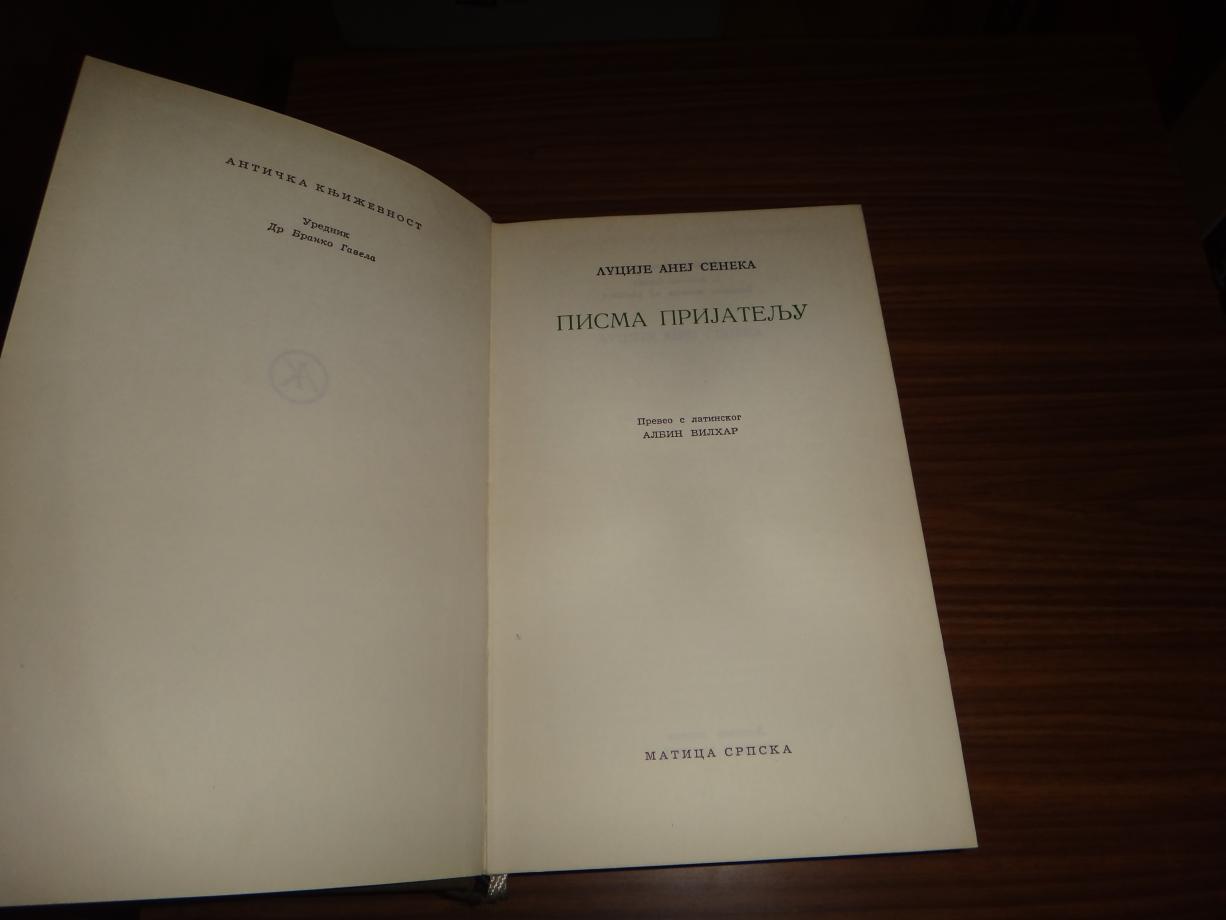 АНТИЧКА КЊИЖЕВНОСТ
Уредник
Др Бранко Гавела
ЛУЦИЈЕ АНЕЈ СЕНЕКА
ПИСМА ПРИЈАТЕЉУ
Превео с латинског
АЛБИН ВИЛХАР
МАТИЦА СРПСКА